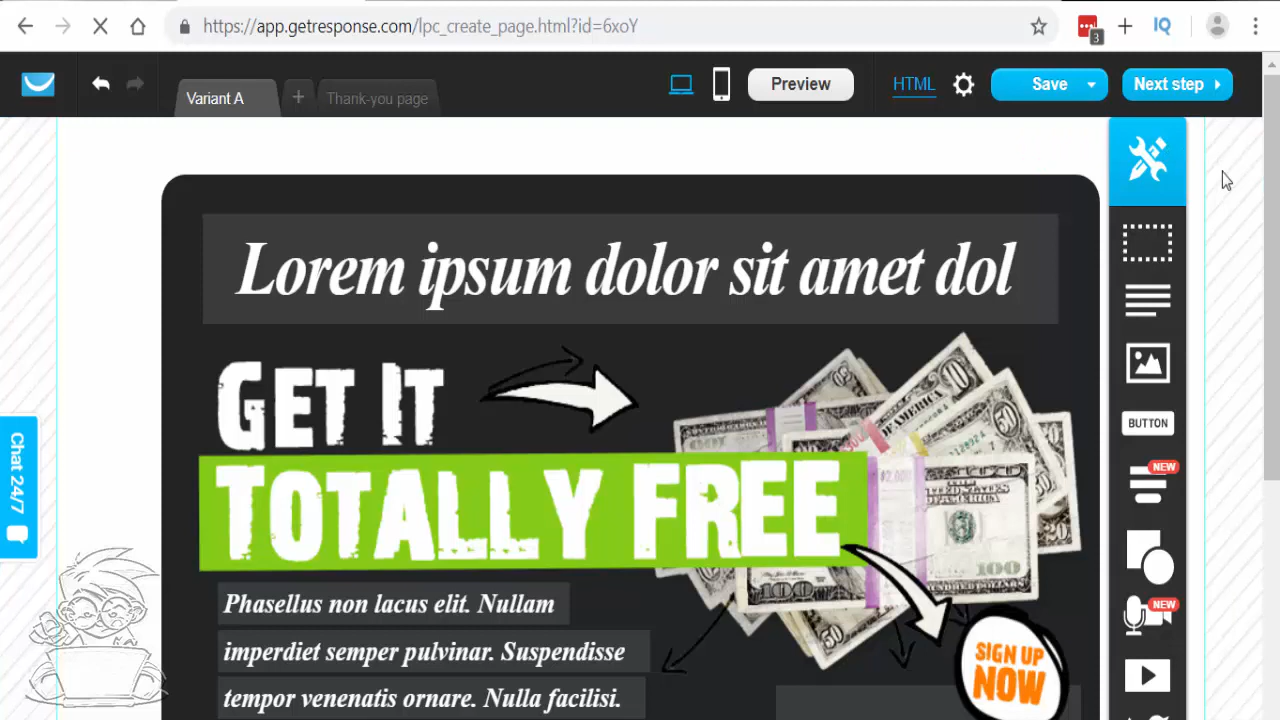 https://app.getresponse.com/lpc_create_page.html?id=6xoY
3
IQ
Variant A
+
Thank-you page
Preview
HTML
Save
Next step
Lorem ipsum dolor sit amet dol
GET IT
TOTALLY FREE
Phasellus non lacus elit. Nullam
imperdiet semper pulvinar. Suspendisse
tempor venenatis ornare. Nulla facilisi.
SIGN UP
NOW
BUTTON
NEW
NEW
Chat 24/7